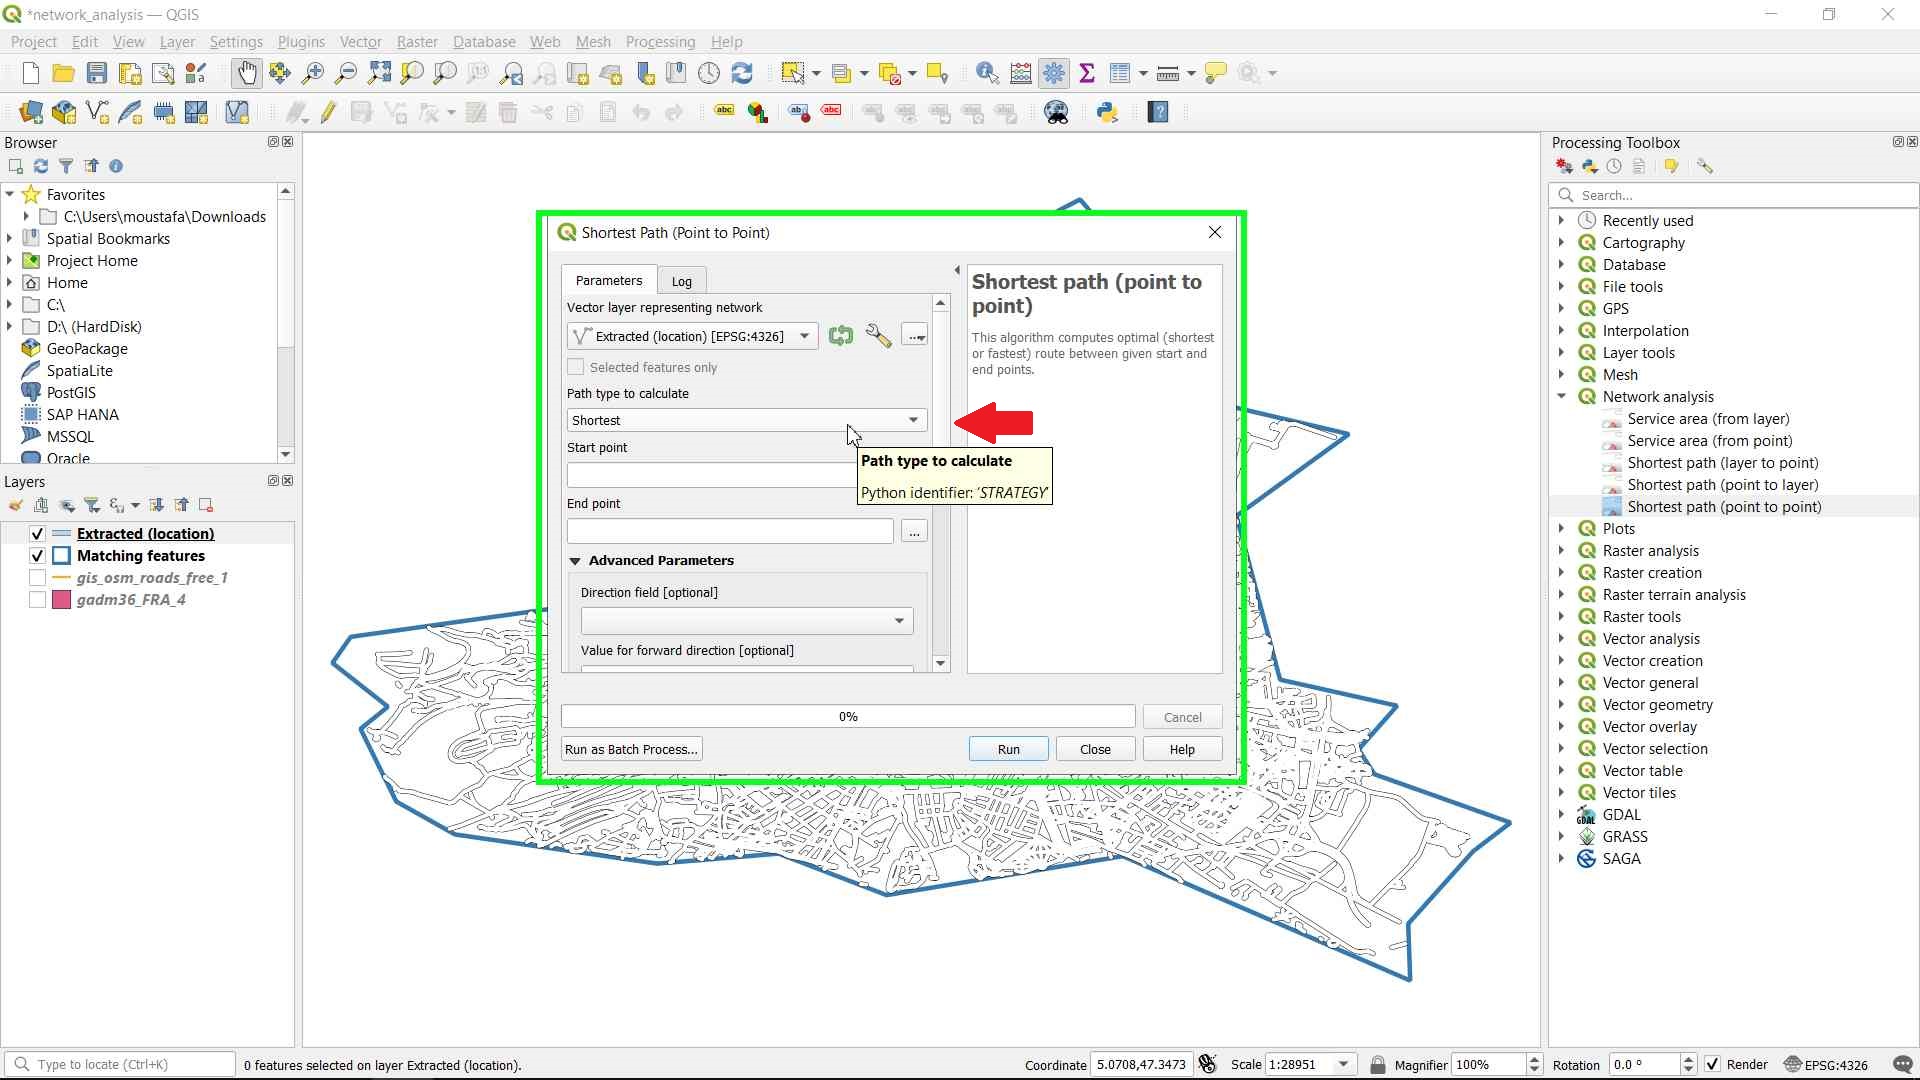 *network_analysis — QGIS
Project Edit View Layer Settings Plugins Vector Raster Database Web Mesh Processing Help
Browser
Favorites
C:\Users\moustafa\Downloads
Spatial Bookmarks
Project Home
Home
C:\
D:\ (HardDisk)
GeoPackage
SpatiaLite
PostGIS
SAP HANA
MSSQL
Oracle
Layers
Extracted (location)
Matching features
gis_osm_roads_free_1
gadm36_FRA_4
Shortest Path (Point to Point)
Parameters Log
Vector layer representing network
Extracted (location) [EPSG:4326]
Selected features only
Path type to calculate
Shortest
Start point
Path type to calculate
Python identifier: 'STRATEGY'
End point
...
Advanced Parameters
Direction field [optional]
Value for forward direction [optional]
Shortest path (point to
point)
This algorithm computes optimal (shortest
or fastest) route between given start and
end points.
0%
Cancel
Run as Batch Process...
Run
Close
Help
Processing Toolbox
Search...
Recently used
Cartography
Database
File tools
GPS
Interpolation
Layer tools
Mesh
Network analysis
Service area (from layer)
Service area (from point)
Shortest path (layer to point)
Shortest path (point to layer)
Shortest path (point to point)
Plots
Raster analysis
Raster creation
Raster terrain analysis
Raster tools
Vector analysis
Vector creation
Vector general
Vector geometry
Vector overlay
Vector selection
Vector table
Vector tiles
GDAL
GRASS
SAGA
Type to locate (Ctrl+K)
0 features selected on layer Extracted (location).
Coordinate 5.0708,47.3473
Scale 1:28951
Magnifier 100%
Rotation 0.0 °
Render
EPSG:4326